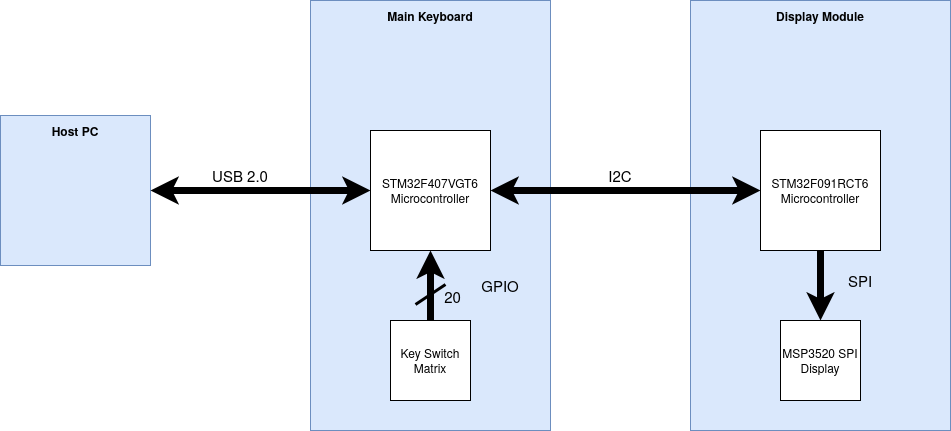 Main Keyboard
Display Module
Host PC
USB 2.0
STM32F407VGT6
Microcontroller
I2C
STM32F091RCT6
Microcontroller
20
GPIO
SPI
Key Switch
Matrix
MSP3520 SPI
Display